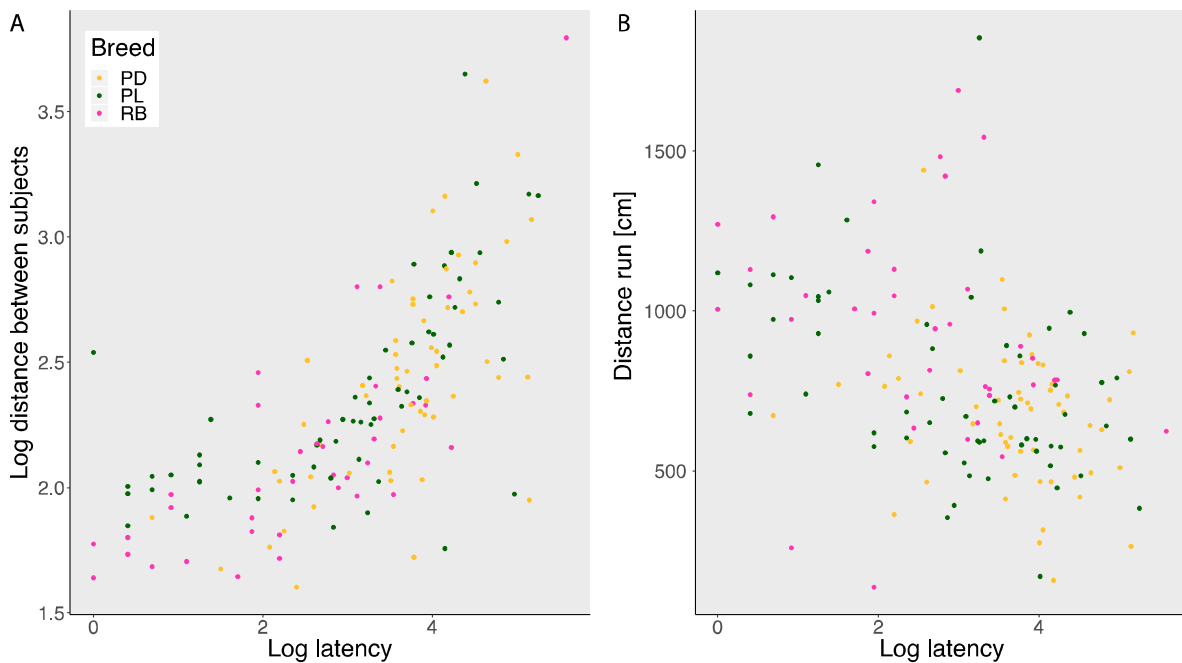 A
Breed
PD
PL
RB
Log distance between subjects
3.5
3.0
2.5
2.0
1.5
0
2
4
Log latency
B
Distance run [cm]
1500
1000
500
0
2
4
Log latency